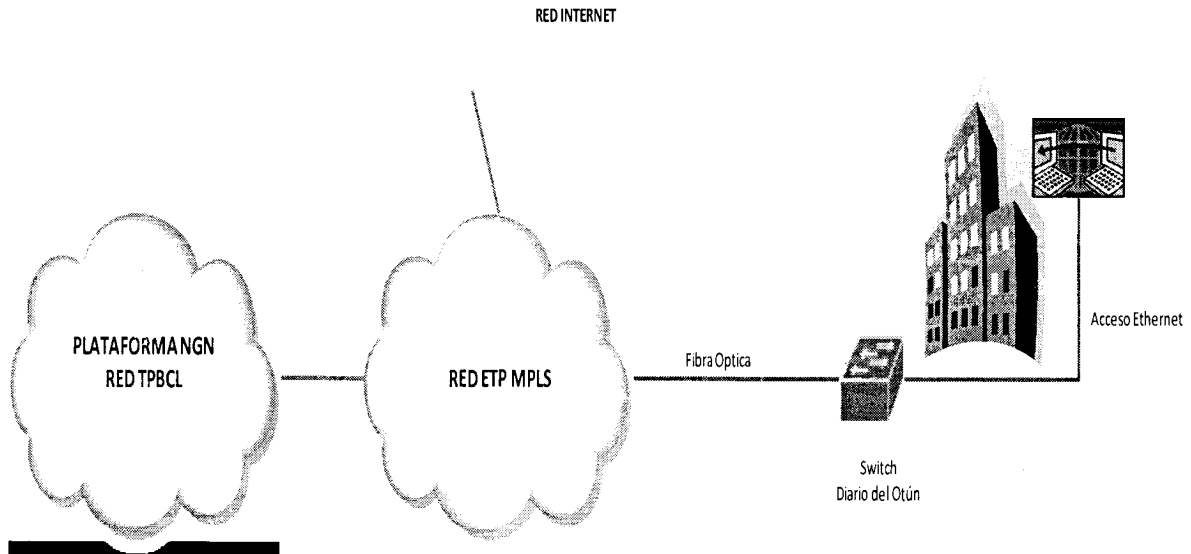 RED INTERNET
PLATAFORMA NGN
RED TPBCL
RED ETP MPLS
Fibra Optica
Acceso Ethernet
Switch
Diario del Otún